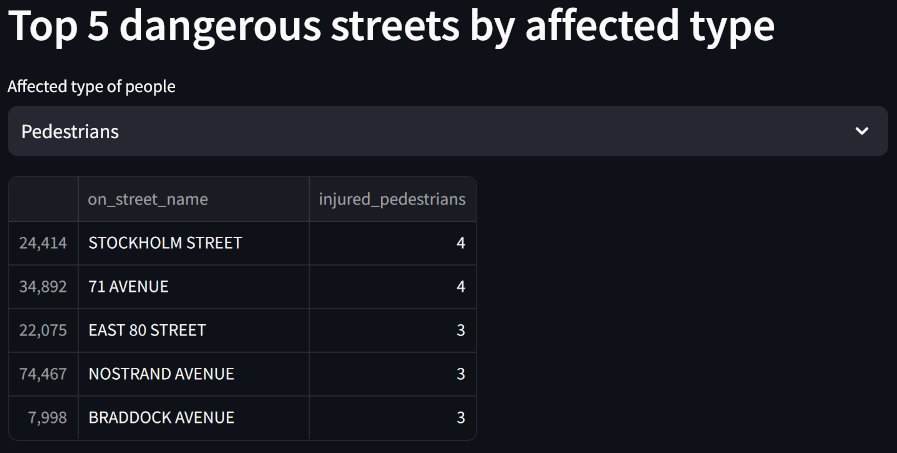 Top 5 dangerous streets by affected type
Affected type of people
Pedestrians
on_street_name injured_pedestrians
24,414 STOCKHOLM STREET 4
34,892 71 AVENUE 4
22,075 EAST 80 STREET 3
74,467 NOSTRAND AVENUE 3
7,998 BRADDOCK AVENUE 3